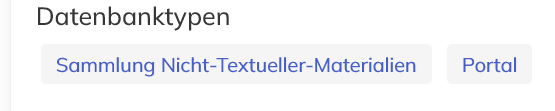 Datenbanktypen
Sammlung Nicht-Textueller-Materialien Portal